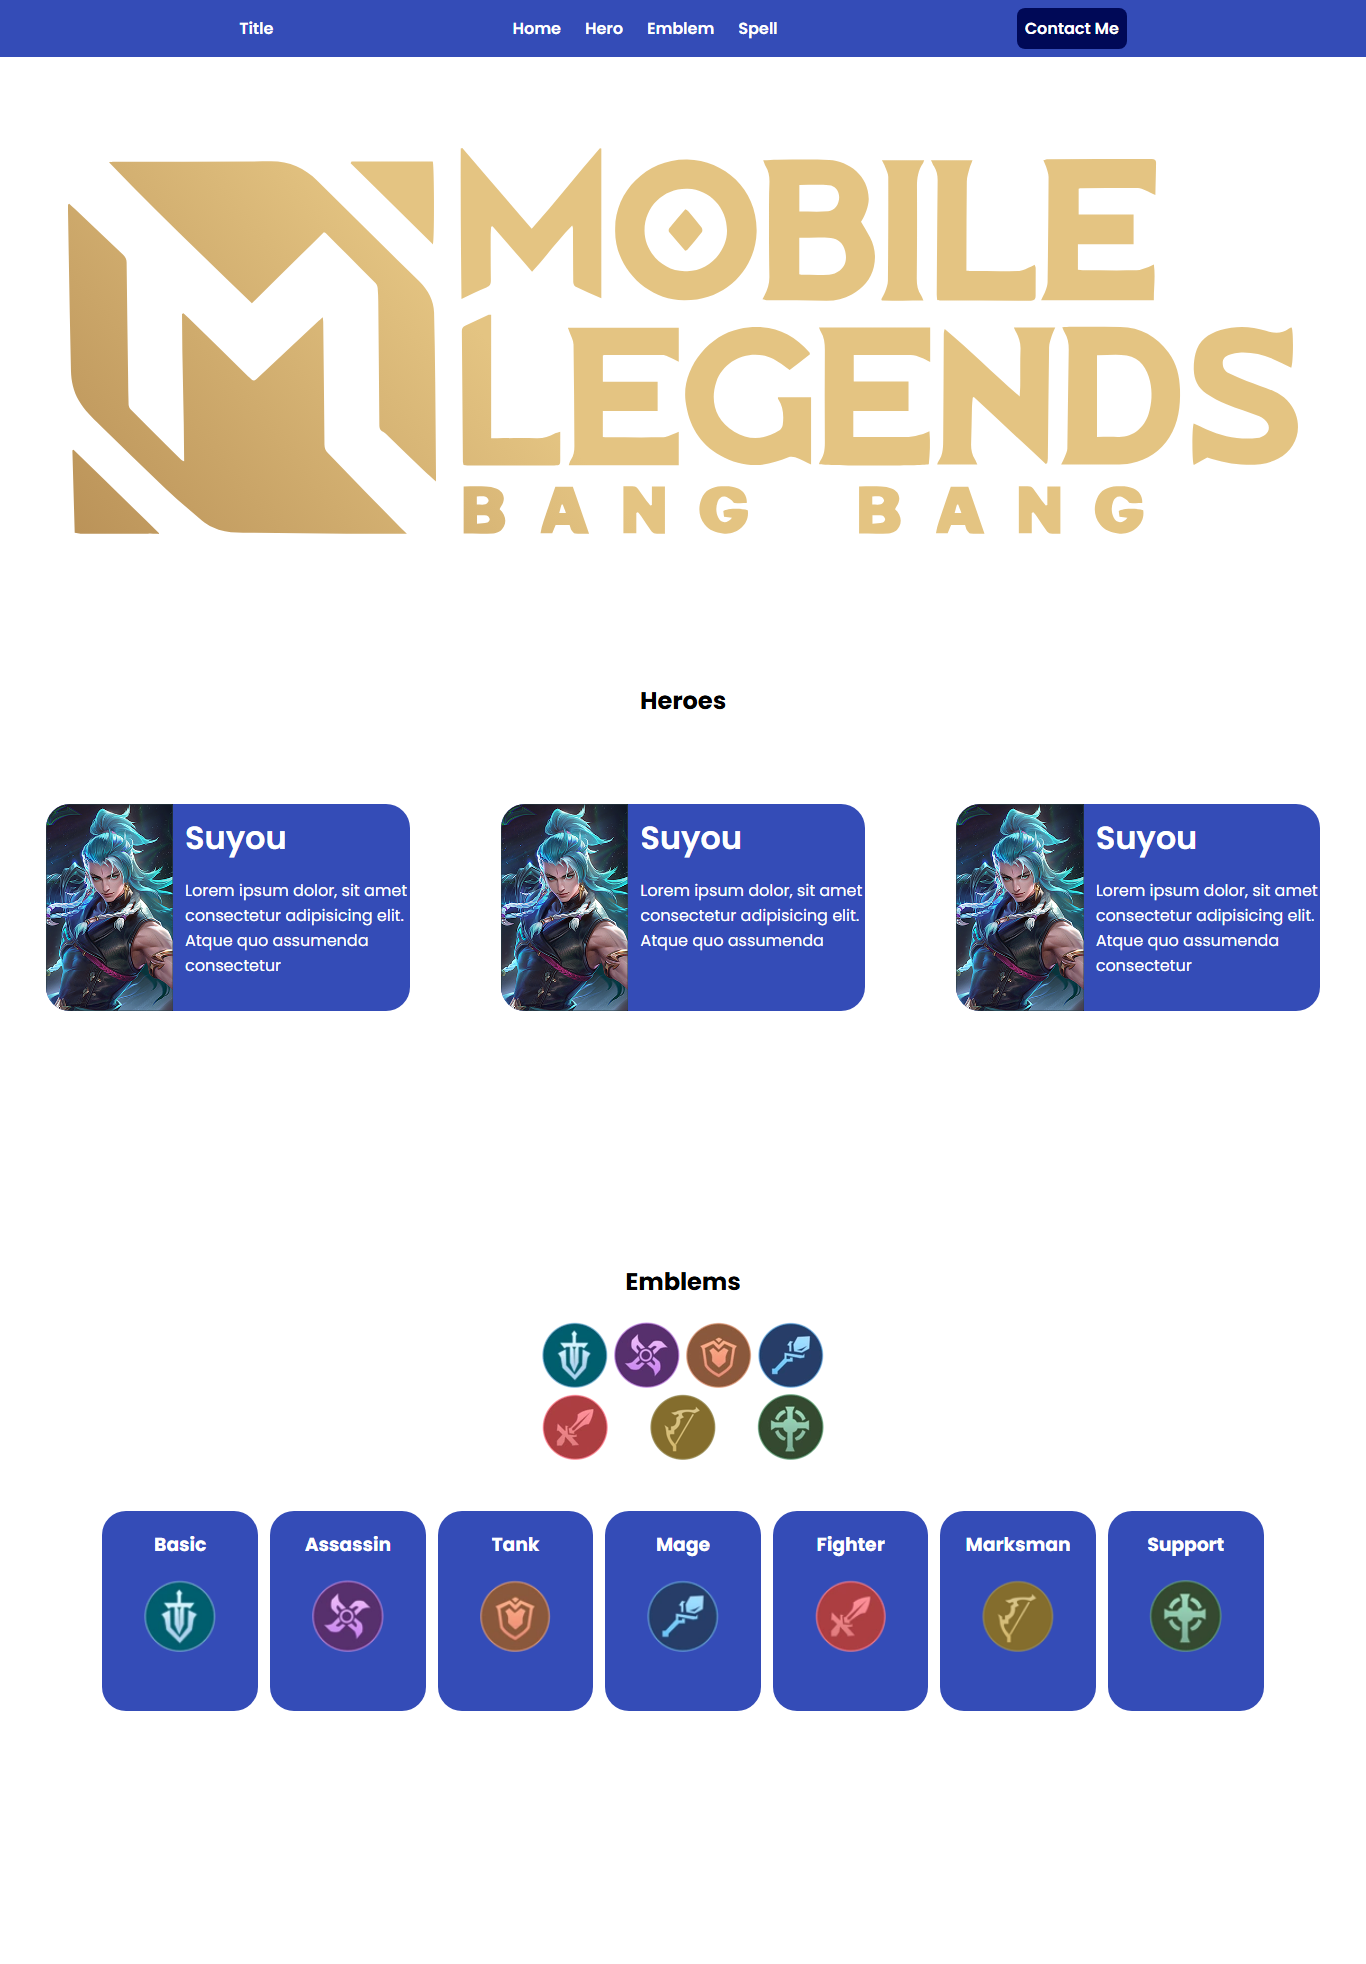 Title
Home Hero Emblem Spell
Contact Me
MOBILE
LEGENDS
BANG BANG
Heroes
Suyou
Lorem ipsum dolor, sit amet
consectetur adipisicing elit.
Atque quo assumenda
consectetur
Suyou
Lorem ipsum dolor, sit amet
consectetur adipisicing elit.
Atque quo assumenda
Suyou
Lorem ipsum dolor, sit amet
consectetur adipisicing elit.
Atque quo assumenda
consectetur
Emblems
Basic
Assassin
Tank
Mage
Fighter
Marksman
Support